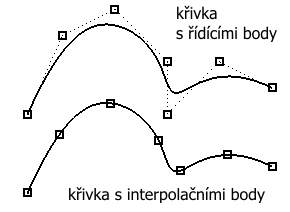 křivka
s řídícími body
křivka s interpolačními body